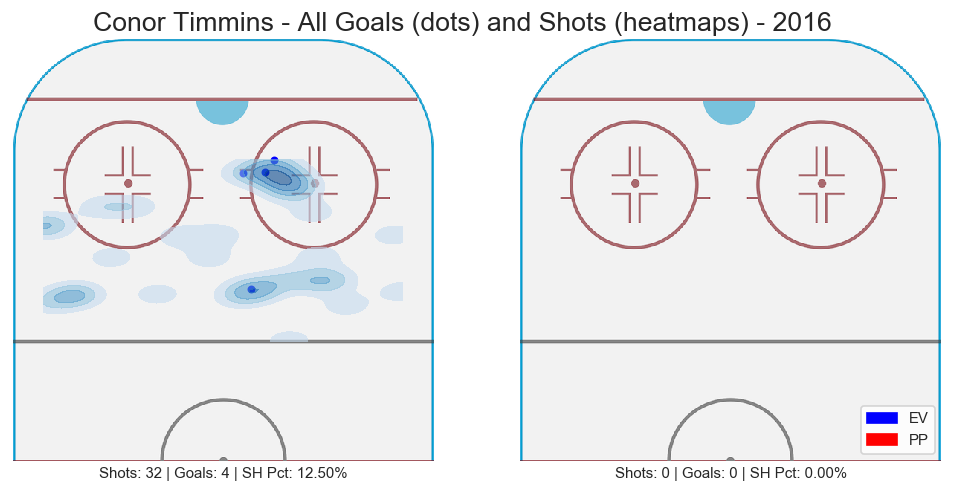 Conor Timmins - All Goals (dots) and Shots (heatmaps) - 2016
EV
PP
Shots: 32 | Goals: 4 | SH Pct: 12.50%
Shots: 0 | Goals: 0 | SH Pct: 0.00%